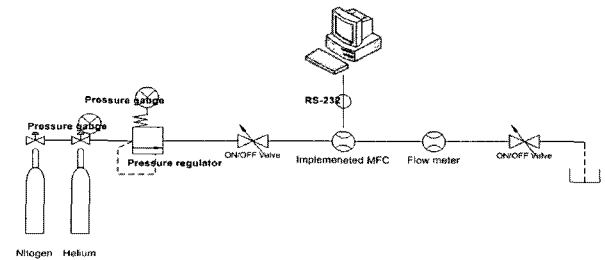 Pressure gauge
RS-232
Pressure gauge
Pressure regulator
ON/OFF Valve
Implemeneted MFC
Flow meter
ON/OFF Valve
Nitogen
Helium